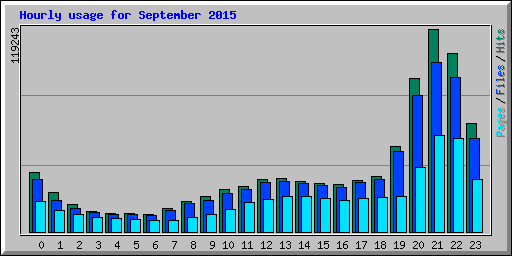 Hourly usage for September 2015
119243
Pages/Files/Hits
0 1 2 3 4 5 6 7 8 9 10 11 12 13 14 15 16 17 18 19 20 21 22 23